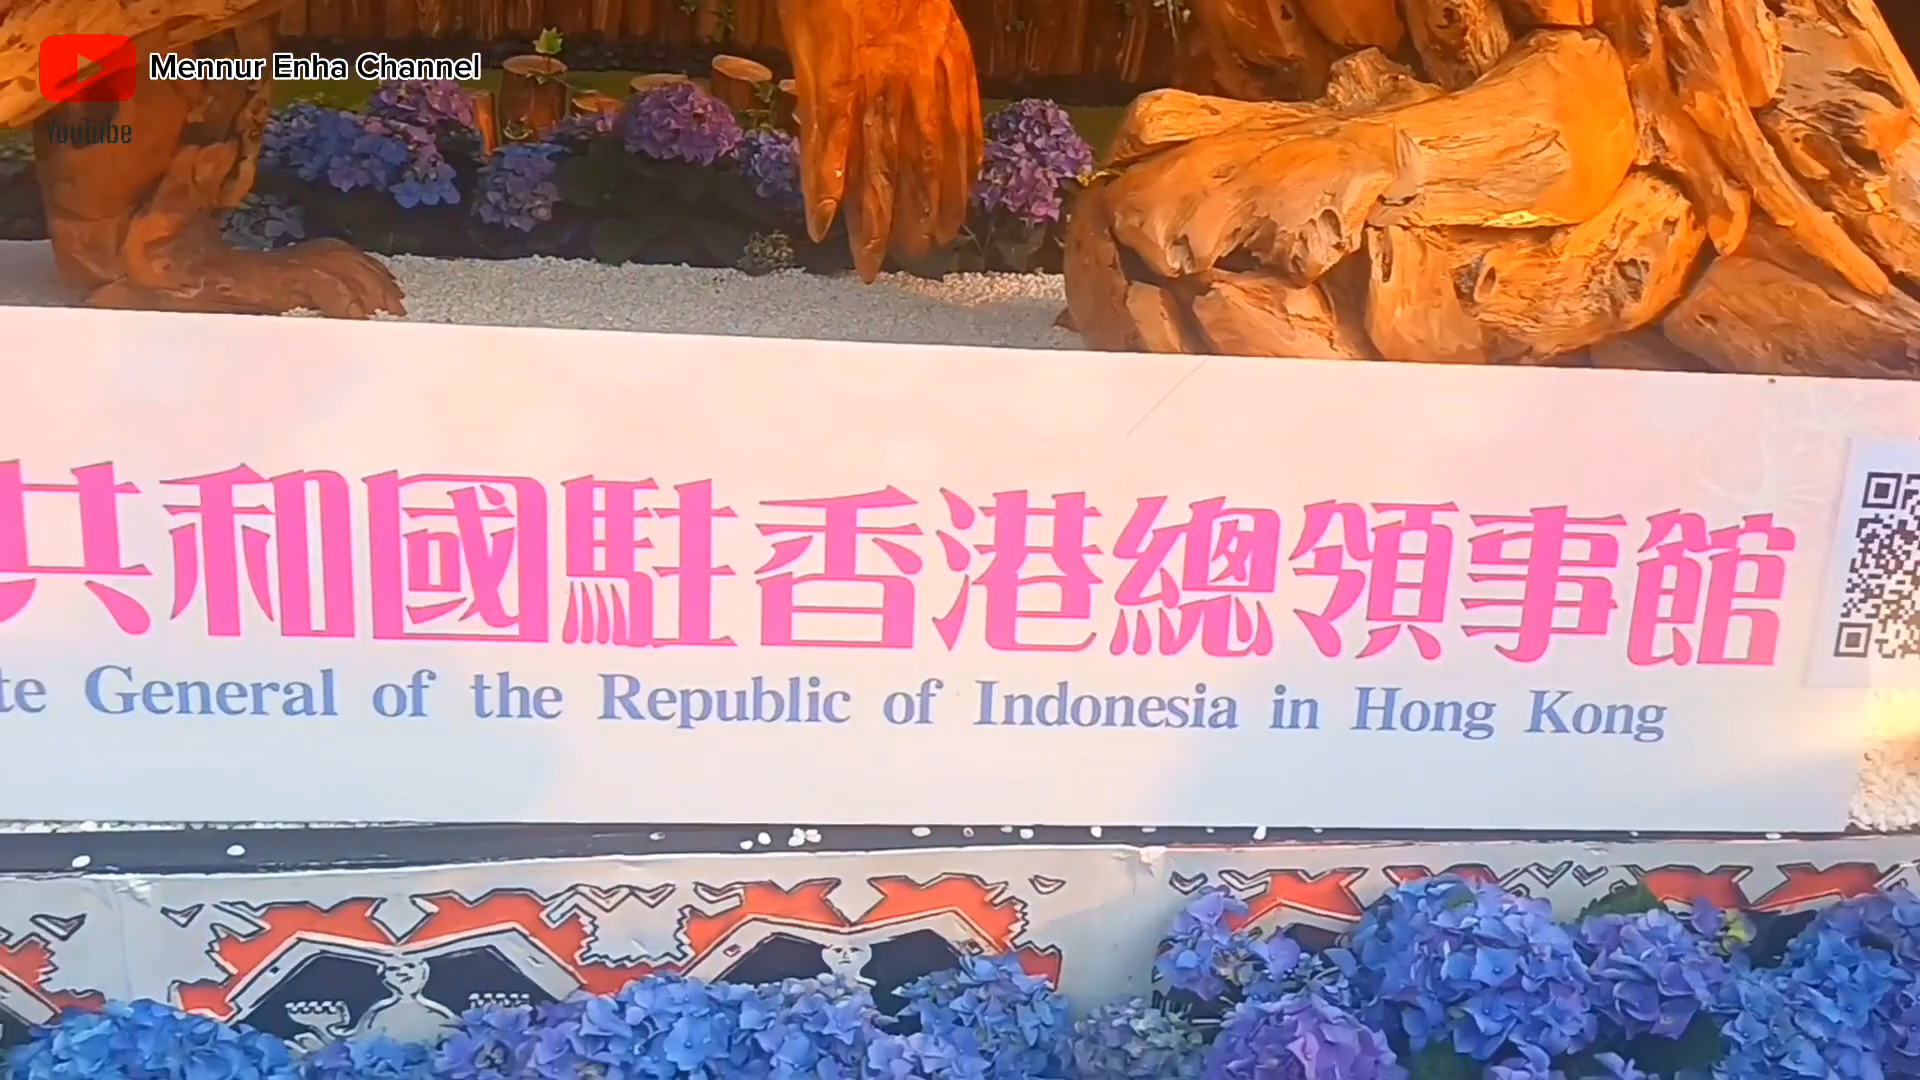 Mennur Enha Channel
YouTube
共和國駐香港總領事館
te General of the Republic of Indonesia in Hong Kong